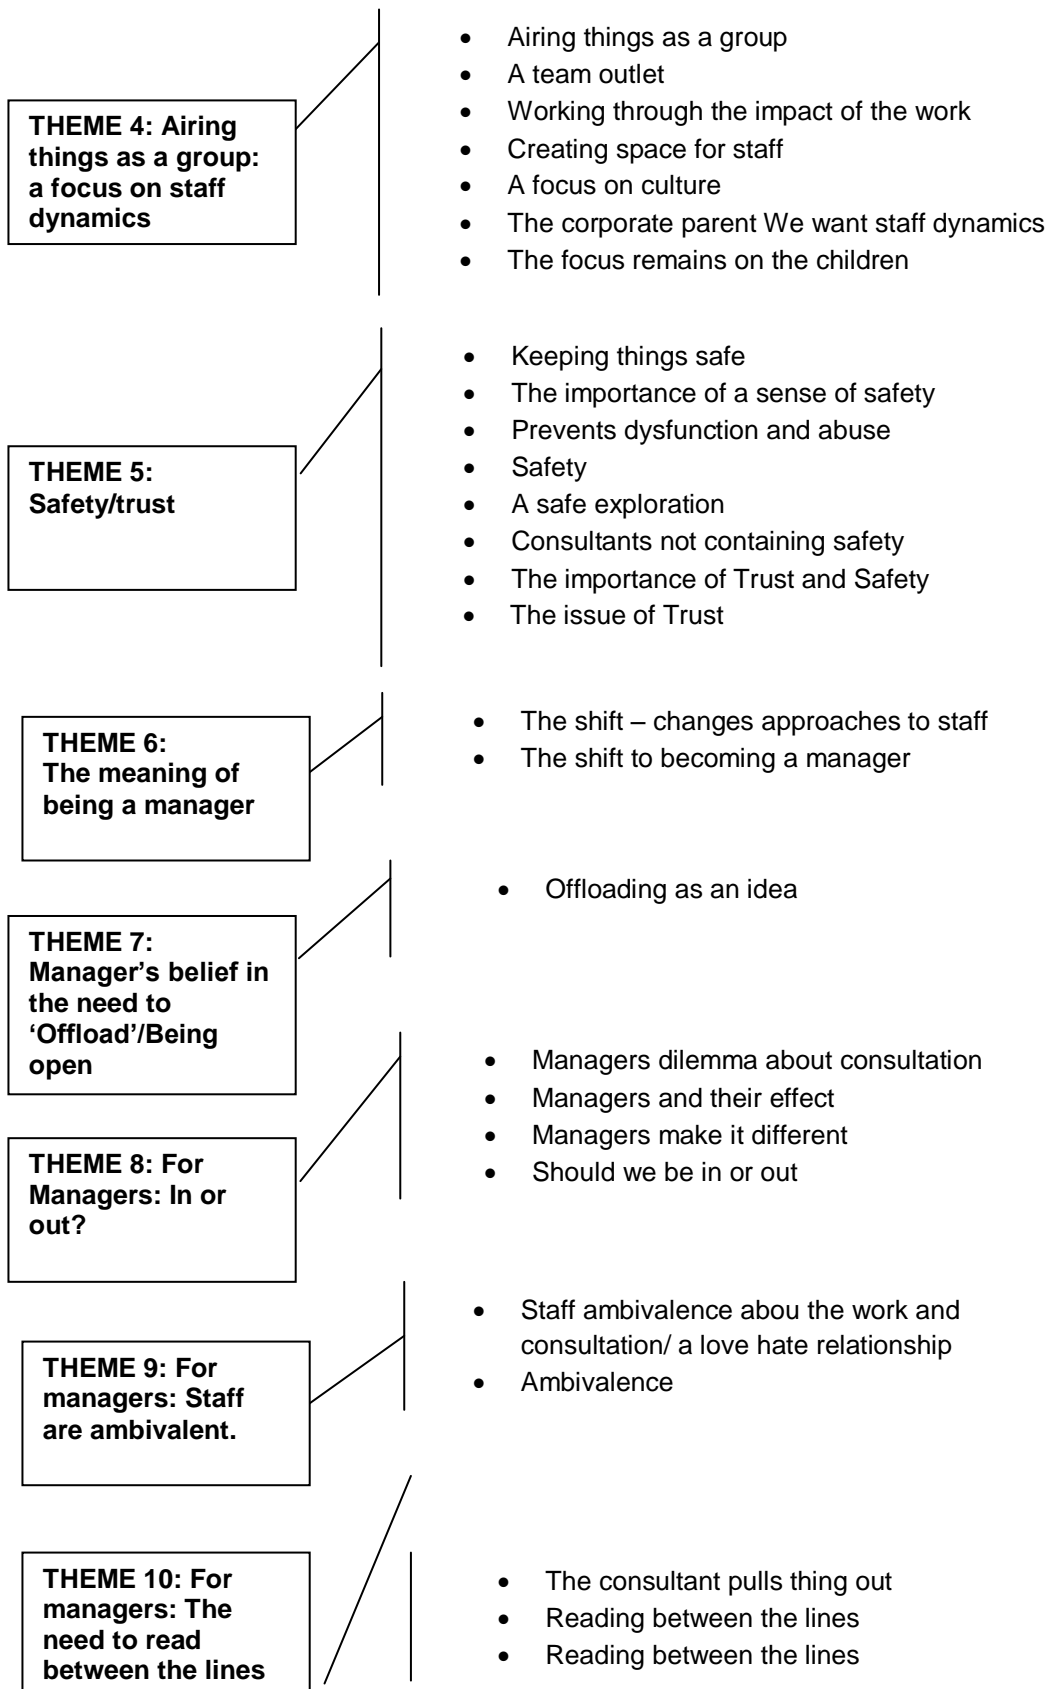 THEME 4: Airing
things as a group:
a focus on staff
dynamics
• Airing things as a group
• A team outlet
• Working through the impact of the work
• Creating space for staff
• A focus on culture
• The corporate parent We want staff dynamics
• The focus remains on the children
THEME 5:
Safety/trust
• Keeping things safe
• The importance of a sense of safety
• Prevents dysfunction and abuse
• Safety
• A safe exploration
• Consultants not containing safety
• The importance of Trust and Safety
• The issue of Trust
THEME 6:
The meaning of
being a manager
• The shift – changes approaches to staff
• The shift to becoming a manager
THEME 7:
Manager’s belief in
the need to
‘Offload’/Being
open
• Offloading as an idea
THEME 8: For
Managers: In or
out?
• Managers dilemma about consultation
• Managers and their effect
• Managers make it different
• Should we be in or out
THEME 9: For
managers: Staff
are ambivalent.
• Staff ambivalence abou the work and
consultation/ a love hate relationship
• Ambivalence
THEME 10: For
managers: The
need to read
between the lines
• The consultant pulls thing out
• Reading between the lines
• Reading between the lines